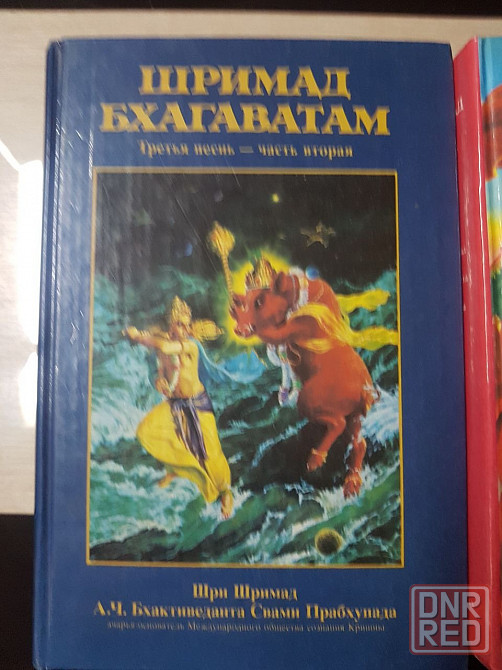 ШРИМАД
БХАГАВАТАМ
Третья песнь — часть вторая
Шри Шримад
А.Ч. Бхактиведанта Свами Прабхупада
ачарья-основатель Международного общества сознания Кришны
DNR
RED